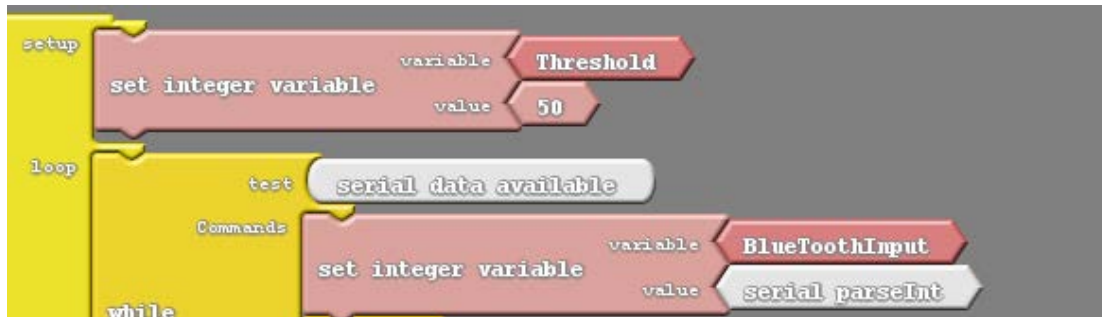 setup
variable Threshold
set integer variable
value 50
loop
test serial data available
Commands
variable BlueToothInput
set integer variable
value serial parseInt
while